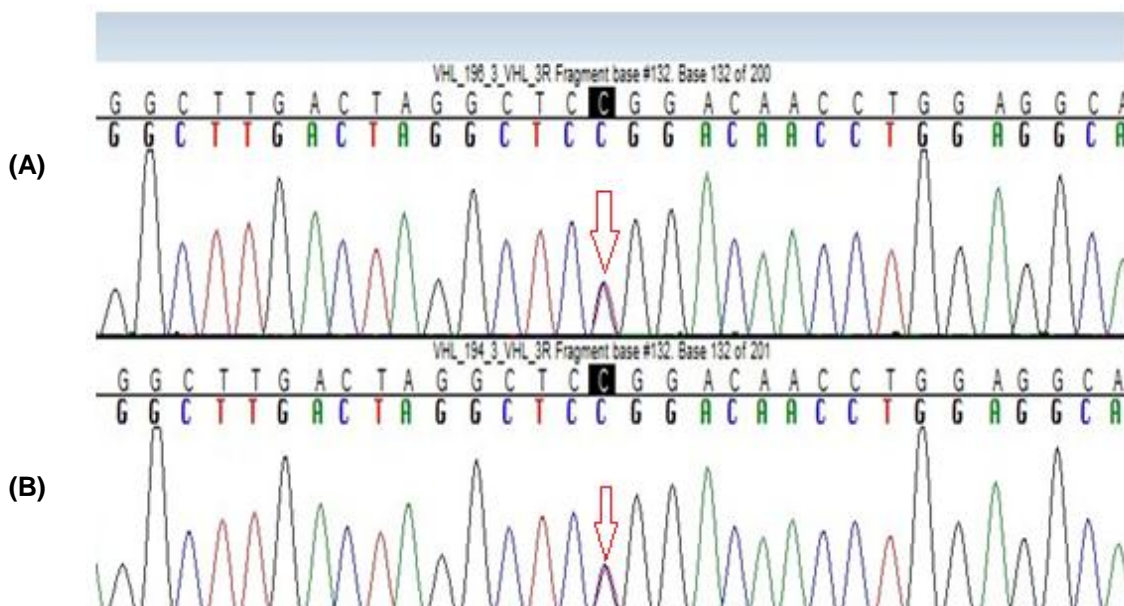 VHL_196_3_VHL_3R Fragment base #132. Base 132 of 200
G G C T T G A C T A G G C T C C G G A C A A C C T G G A G G C A
(A) G G C T T G A C T A G G C T C C G G A C A A C C T G G A G G C A
VHL_194_3_VHL_3R Fragment base #132. Base 132 of 201
G G C T T G A C T A G G C T C C G G A C A A C C T G G A G G C A
G G C T T G A C T A G G C T C C G G A C A A C C T G G A G G C A
(B)